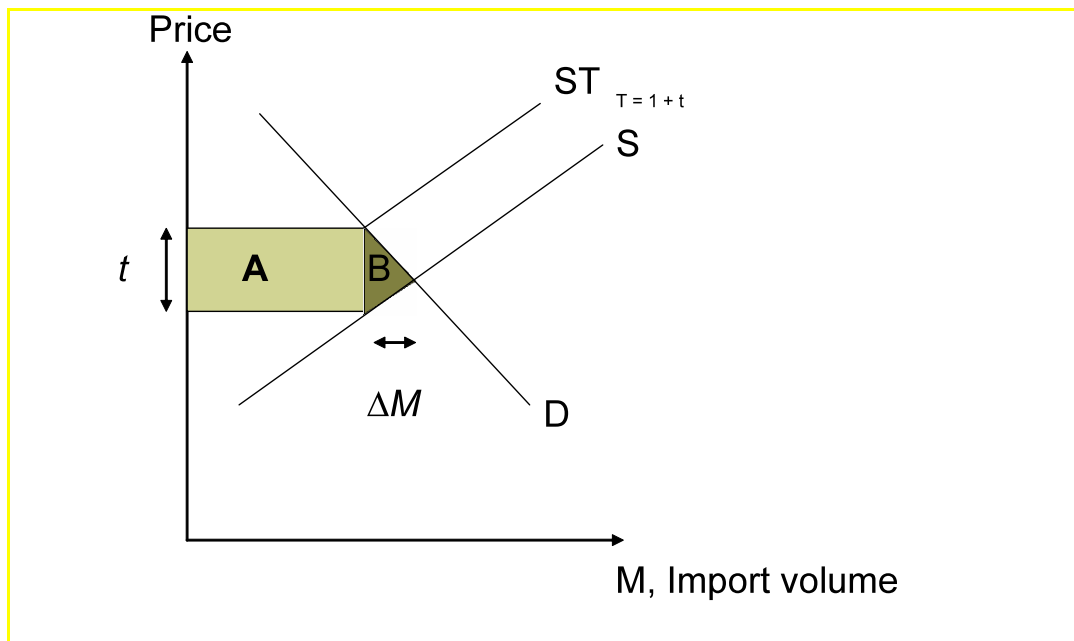 Price
ST
T = 1 + t
S
t
A
B
ΔM
D
M, Import volume